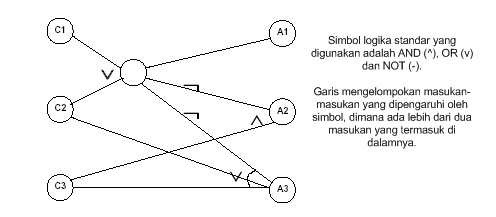 C1
A1
Simbol logika standar yang
digunakan adalah AND (^), OR (v)
dan NOT (-).
V
Garis mengelompokan masukan-
masukan yang dipengaruhi oleh
simbol, dimana ada lebih dari dua
masukan yang termasuk di
dalamnya.
C2
A2
^
C3
V
A3